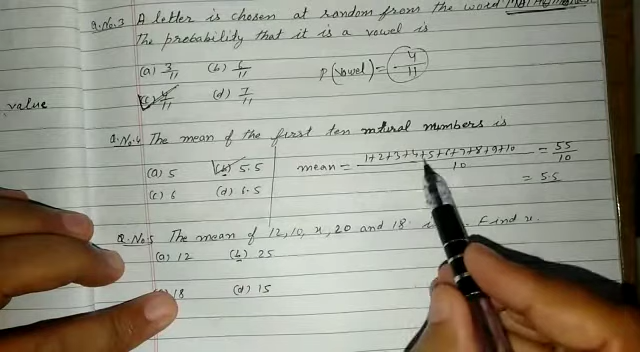 Q.No.3 A letter is chosen at random from the word
The probability that it is a vowel is
(a) 3/11 (b) 6/11
P(vowel) = 4/11
(c) 4/11 (d) 7/11
value
Q.No.4 The mean of the first ten natural numbers is
(a) 5 (b) 5.5
mean = 1+2+3+4+5+6+7+8+9+10/10 = 55/10
(c) 6 (d) 6.5
= 5.5
Q.No5 The mean of 12, 10, x, 20 and 18 Find x.
(a) 12 (b) 25
18 (d) 15